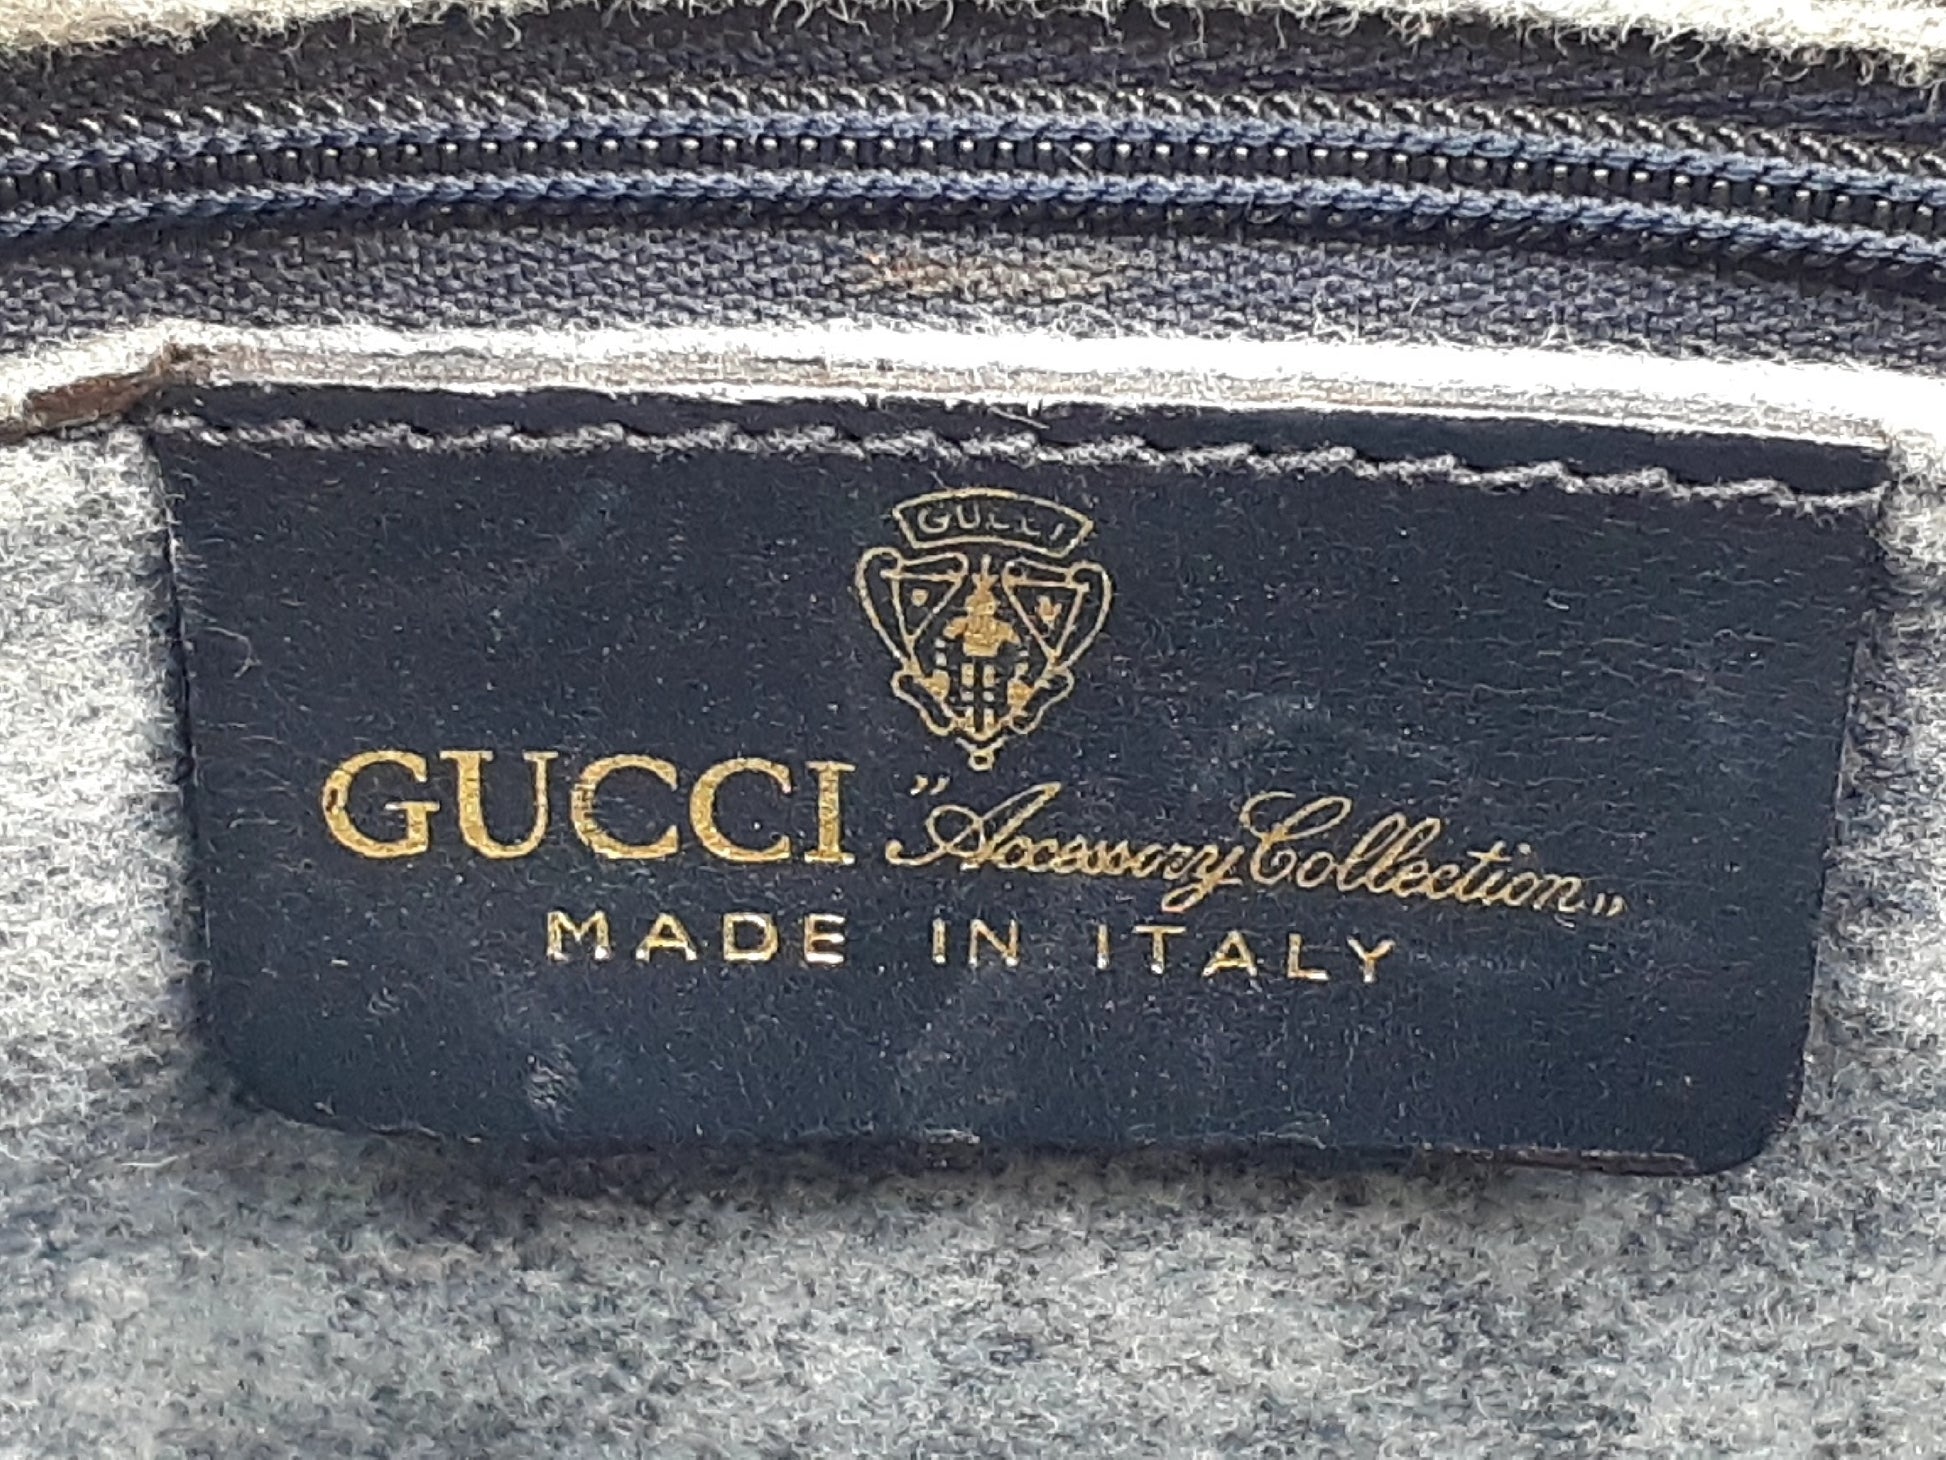 GUCCI
GUCCI "Accessory Collection"
MADE IN ITALY